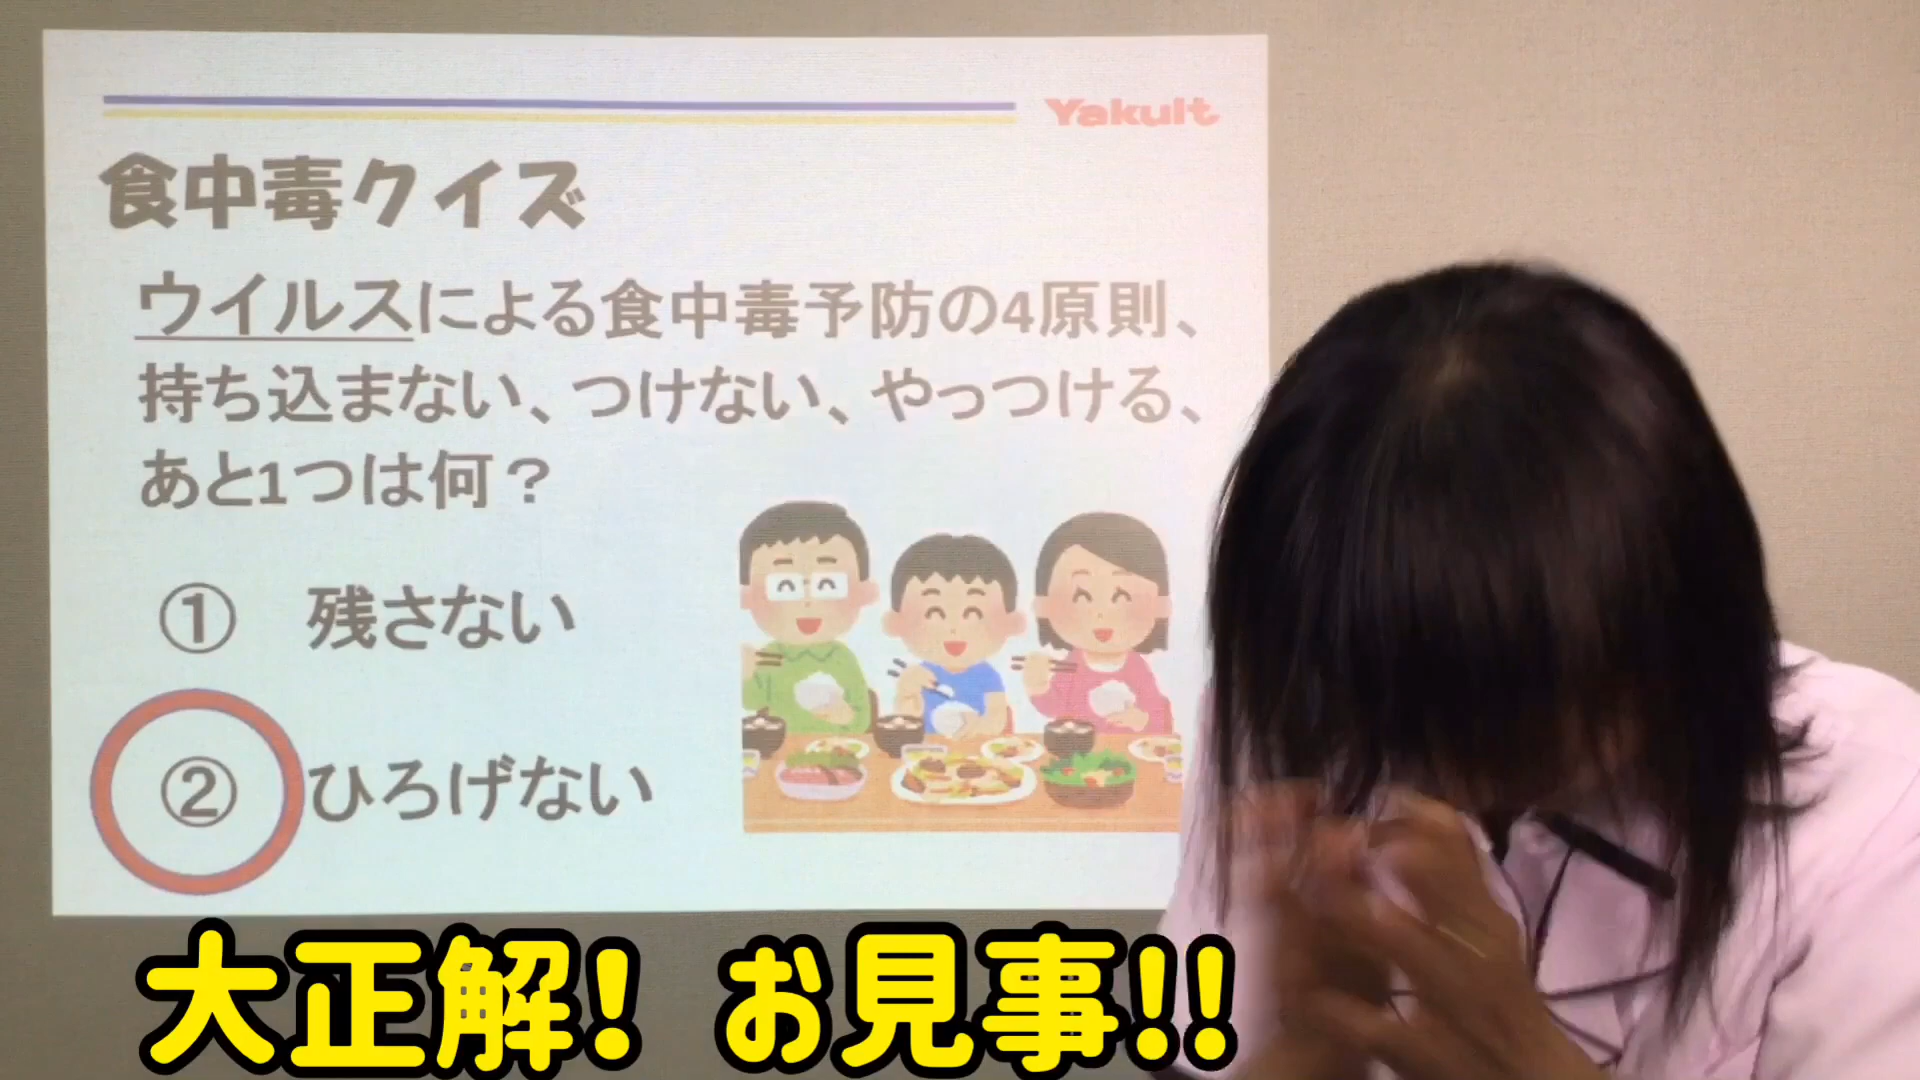 Yakult
食中毒クイズ
ウイルスによる食中毒予防の4原則、
持ち込まない、つけない、やっつける、
あと1つは何？
① 残さない
② ひろげない
大正解! お見事!!